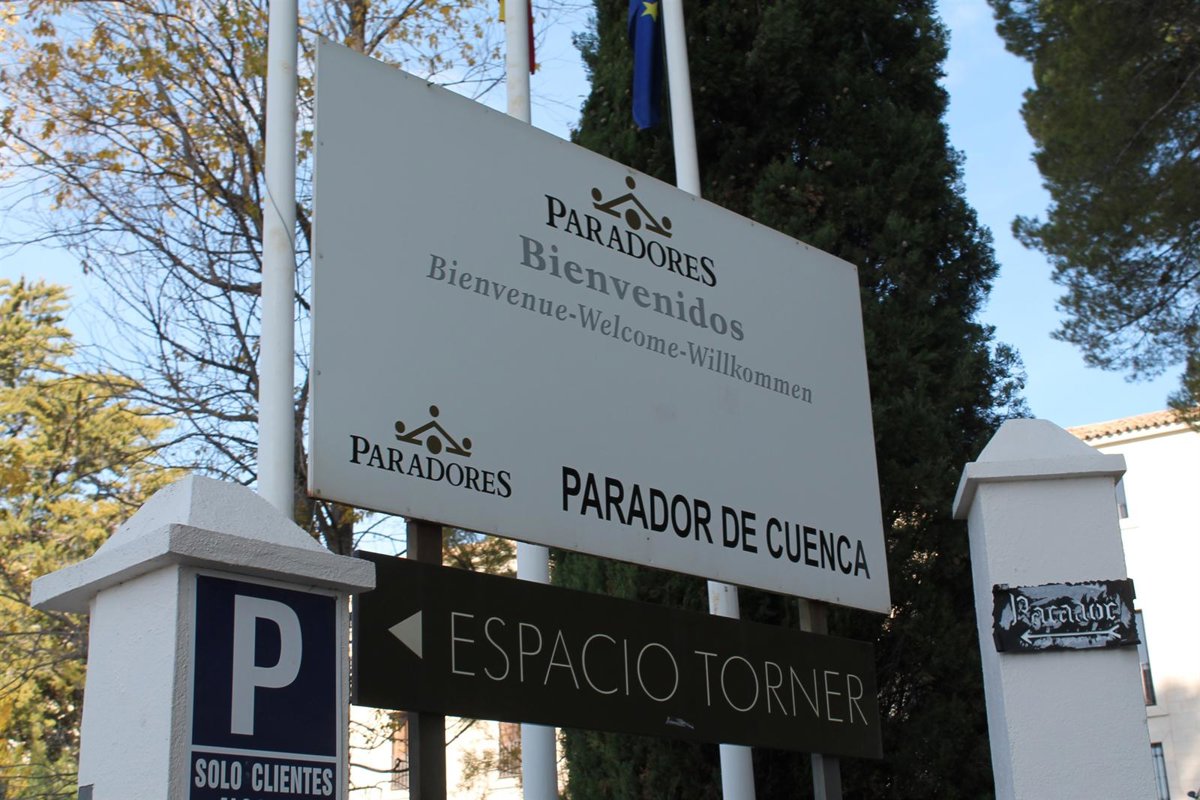 PARADORES
Bienvenidos
Bienvenue-Welcome-Willkommen
PARADORES
PARADOR DE CUENCA
ESPACIO TORNER
P
SOLO CLIENTES
Parador